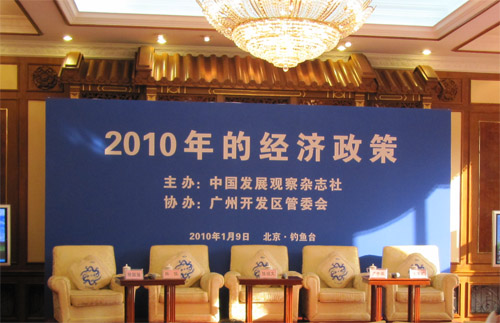 2010年的经济政策
主办：中国发展观察杂志社
协办：广州开发区管委会
2010年1月9日　北京·钓鱼台